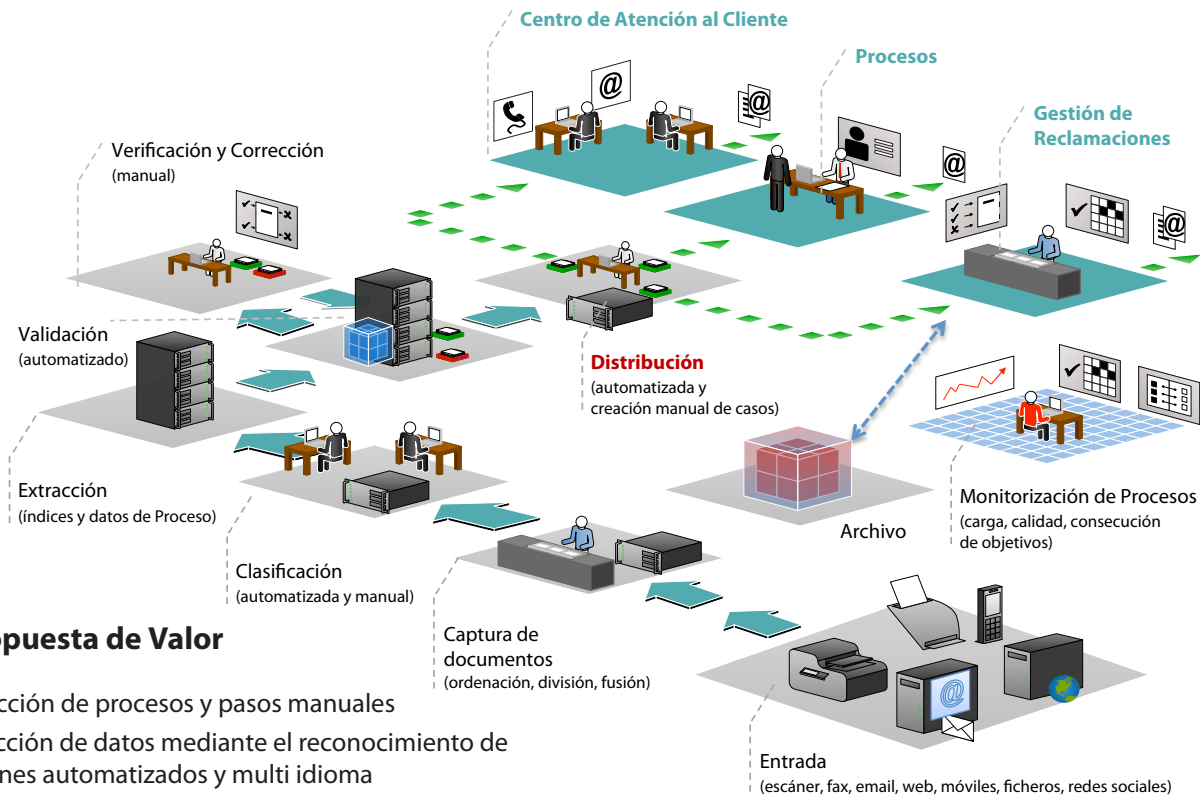 Centro de Atención al Cliente
Procesos
Gestión de
Reclamaciones
Verificación y Corrección
(manual)
Validación
(automatizado)
Distribución
(automatizada y
creación manual de casos)
Extracción
(índices y datos de Proceso)
Archivo
Monitorización de Procesos
(carga, calidad, consecución
de objetivos)
Clasificación
(automatizada y manual)
Captura de
documentos
(ordenación, división, fusión)
Entrada
(escáner, fax, email, web, móviles, ficheros, redes sociales)
opuesta de Valor
cción de procesos y pasos manuales
cción de datos mediante el reconocimiento de
nes automatizados y multi idioma